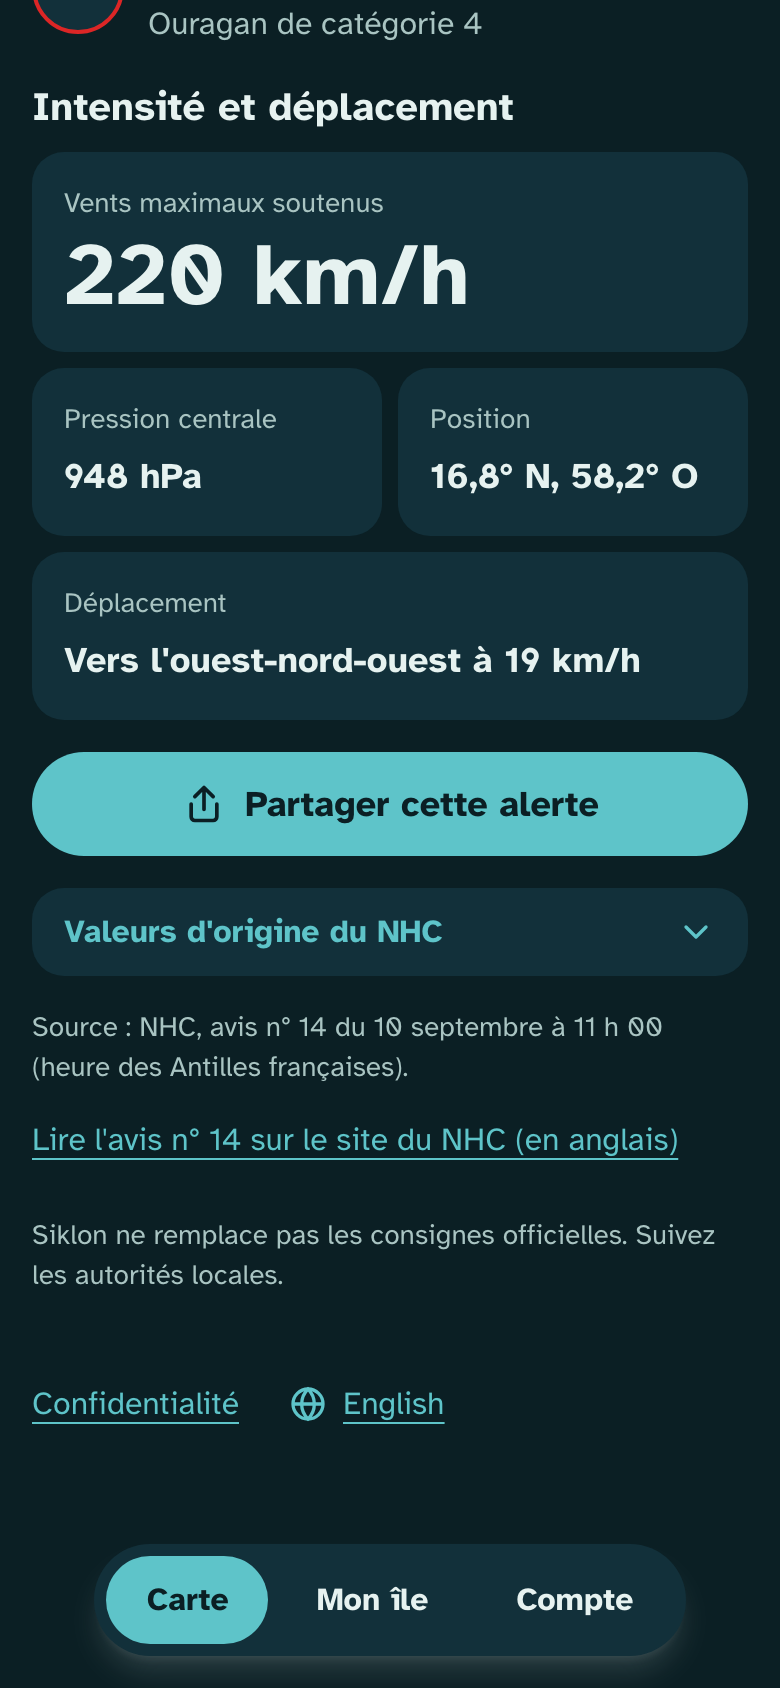 Ouragan de catégorie 4
Intensité et déplacement
Vents maximaux soutenus
220 km/h
Pression centrale
948 hPa
Position
16,8° N, 58,2° O
Déplacement
Vers l'ouest-nord-ouest à 19 km/h
Partager cette alerte
Valeurs d'origine du NHC
Source : NHC, avis n° 14 du 10 septembre à 11 h 00
(heure des Antilles françaises).
Lire l'avis n° 14 sur le site du NHC (en anglais)
Siklon ne remplace pas les consignes officielles. Suivez
les autorités locales.
Confidentialité
English
Carte
Mon île
Compte